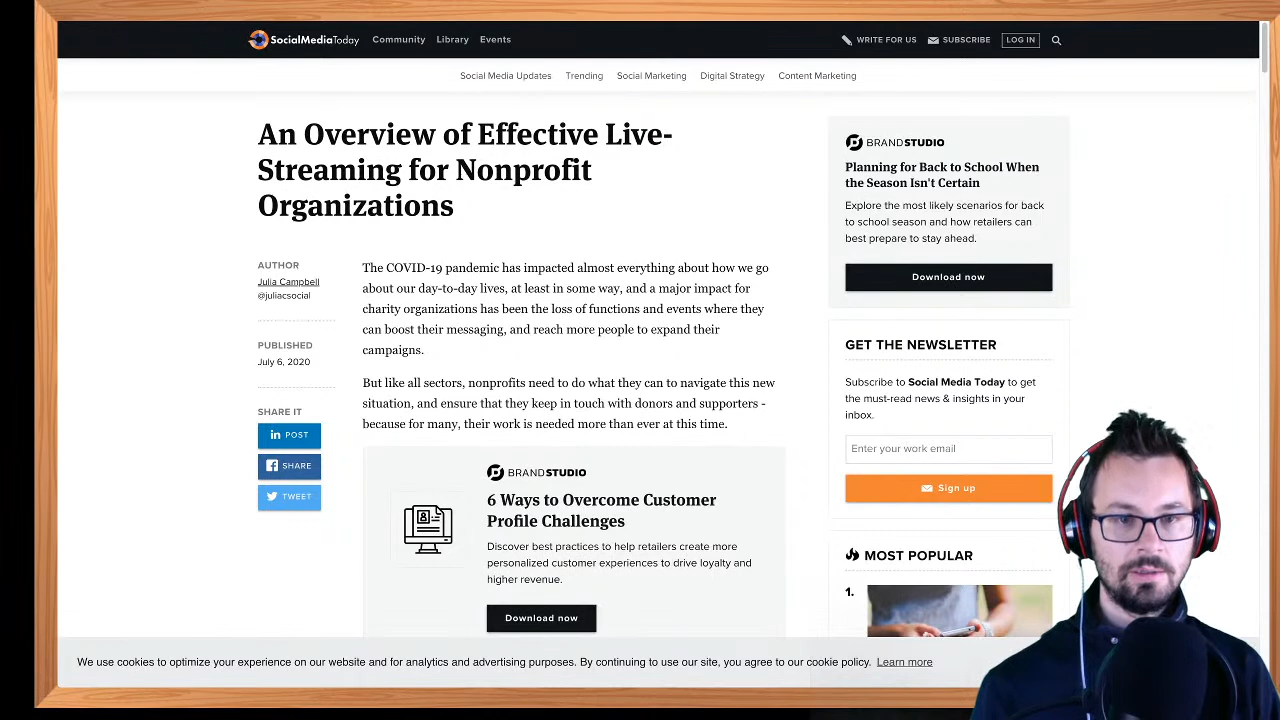 SocialMediaToday Community Library Events WRITE FOR US SUBSCRIBE LOG IN
Social Media Updates Trending Social Marketing Digital Strategy Content Marketing
An Overview of Effective Live-
Streaming for Nonprofit
Organizations
AUTHOR
Julia Campbell
@juliacsocial
PUBLISHED
July 6, 2020
SHARE IT
POST
SHARE
TWEET
The COVID-19 pandemic has impacted almost everything about how we go
about our day-to-day lives, at least in some way, and a major impact for
charity organizations has been the loss of functions and events where they
can boost their messaging, and reach more people to expand their
campaigns.
But like all sectors, nonprofits need to do what they can to navigate this new
situation, and ensure that they keep in touch with donors and supporters -
because for many, their work is needed more than ever at this time.
BRANDSTUDIO
6 Ways to Overcome Customer
Profile Challenges
Discover best practices to help retailers create more
personalized customer experiences to drive loyalty and
higher revenue.
Download now
BRANDSTUDIO
Planning for Back to School When
the Season Isn't Certain
Explore the most likely scenarios for back
to school season and how retailers can
best prepare to stay ahead.
Download now
GET THE NEWSLETTER
Subscribe to Social Media Today to get
the must-read news & insights in your
inbox.
Enter your work email
Sign up
MOST POPULAR
1.
We use cookies to optimize your experience on our website and for analytics and advertising purposes. By continuing to use our site, you agree to our cookie policy. Learn more